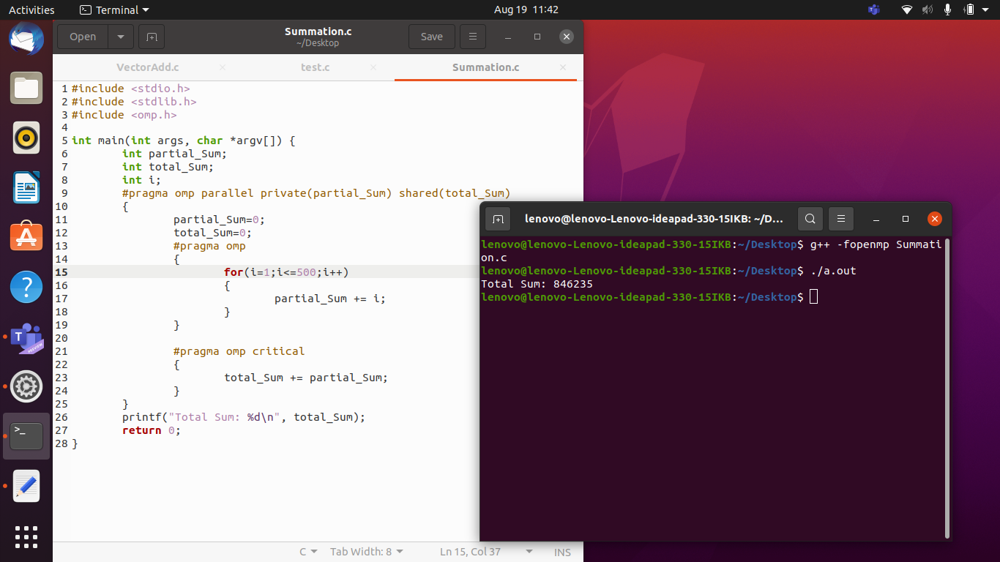 Activities
Terminal
Aug 19 11:42
Open
Summation.c
~/Desktop
Save
VectorAdd.c
test.c
Summation.c
1 #include <stdio.h>
2 #include <stdlib.h>
3 #include <omp.h>
4
5 int main(int args, char *argv[]) {
6 int partial_Sum;
7 int total_Sum;
8 int i;
9 #pragma omp parallel private(partial_Sum) shared(total_Sum)
10 {
11 partial_Sum=0;
12 total_Sum=0;
13 #pragma omp
14 {
15 for(i=1;i<=500;i++)
16 {
17 partial_Sum += i;
18 }
19 }
20
21 #pragma omp critical
22 {
23 total_Sum += partial_Sum;
24 }
25 }
26 printf("Total Sum: %d\n", total_Sum);
27 return 0;
28 }
C
Tab Width: 8
Ln 15, Col 37
INS
lenovo@lenovo-Lenovo-ideapad-330-15IKB: ~/D...
lenovo@lenovo-Lenovo-ideapad-330-15IKB:~/Desktop$ g++ -fopenmp Summati
on.c
lenovo@lenovo-Lenovo-ideapad-330-15IKB:~/Desktop$ ./a.out
Total Sum: 846235
lenovo@lenovo-Lenovo-ideapad-330-15IKB:~/Desktop$
T
PREVIEW
>_